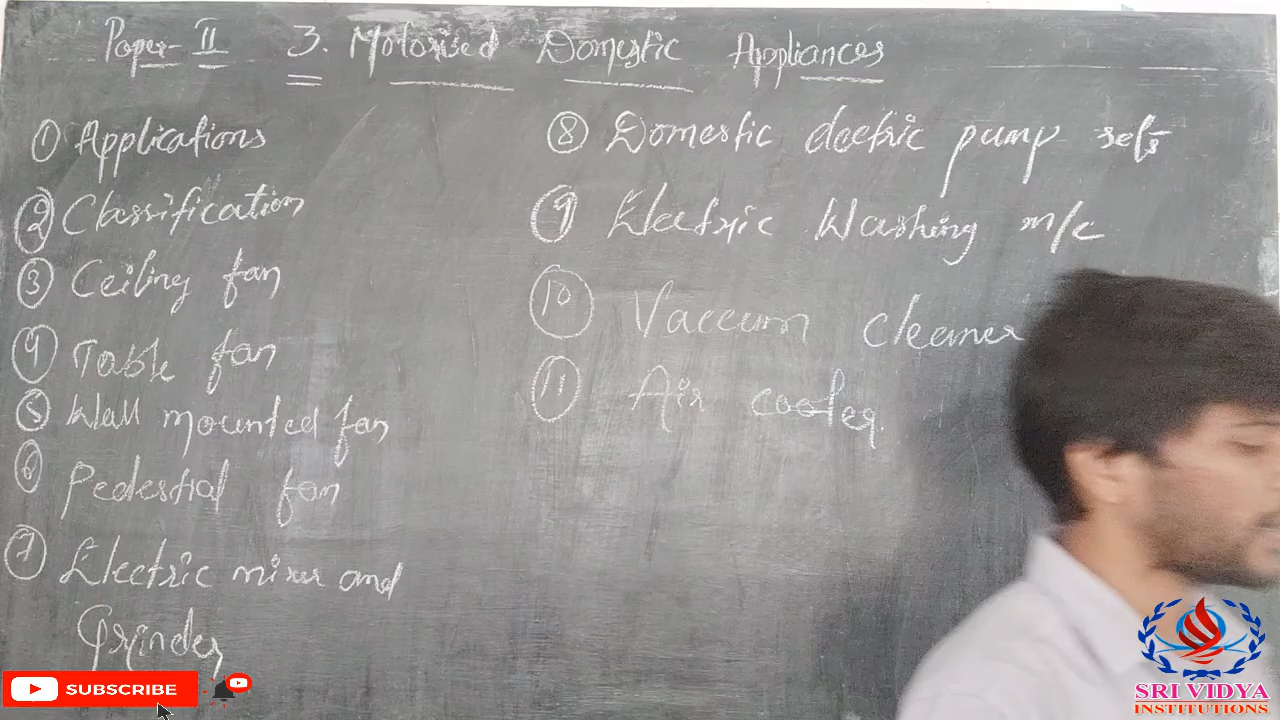 Paper-II 3. Motorised Domestic Appliances
① Applications
② Classification
③ Ceiling fan
④ Table fan
⑤ Wall mounted fan
⑥ Pedestial fan
⑦ Electric mixer and
Grinder
⑧ Domestic electric pump sets
⑨ Electric Washing m/c
⑩ Vaccum cleaner
⑪ Air cooler.
SUBSCRIBE
SRI VIDYA
INSTITUTIONS